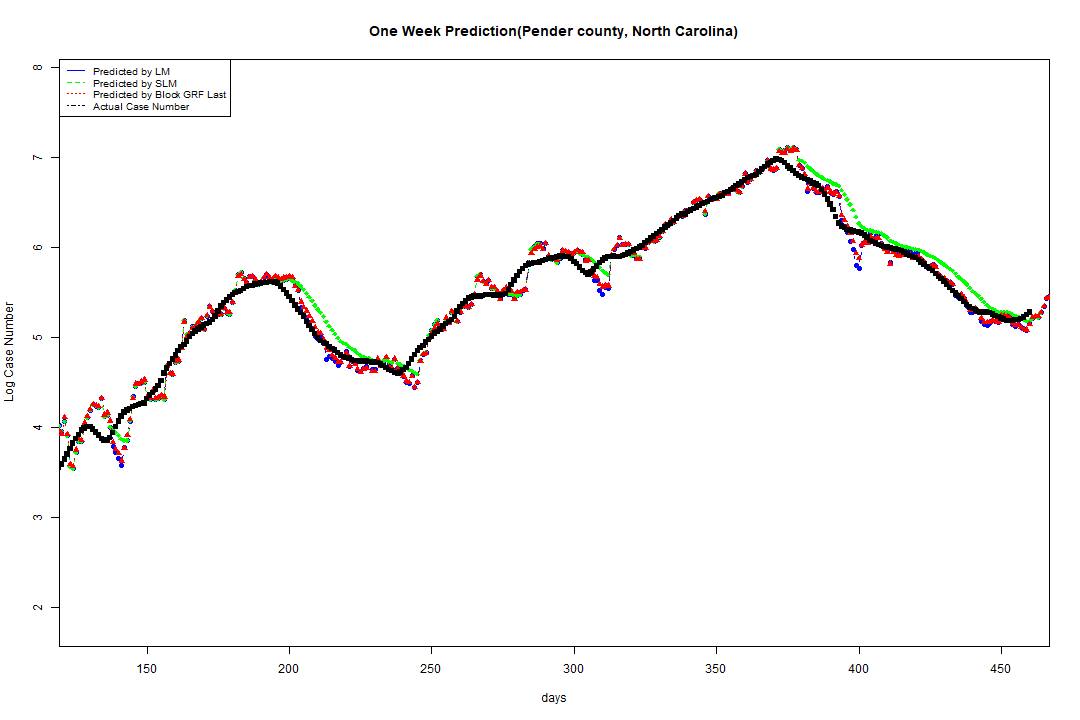 One Week Prediction(Pender county, North Carolina)
Predicted by LM
Predicted by SLM
Predicted by Block GRF Last
Actual Case Number
8
7
6
5
4
3
2
Log Case Number
150 200 250 300 350 400 450
days